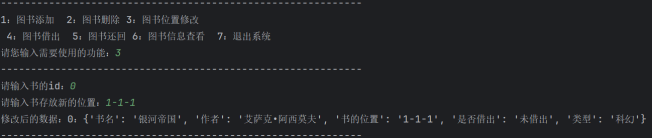 ------------------------------------------------------------
1: 图书添加  2: 图书删除 3: 图书位置修改
 4: 图书借出  5: 图书还回 6: 图书信息查看  7: 退出系统
请您输入需要使用的功能: 3
------------------------------------------------------------
请输入书的id: 0
请输入书存放新的位置: 1-1-1
修改后的数据: 0: {'书名': '银河帝国', '作者': '艾萨克•阿西莫夫', '书的位置': '1-1-1', '是否借出': '未借出', '类型': '科幻'}
------------------------------------------------------------